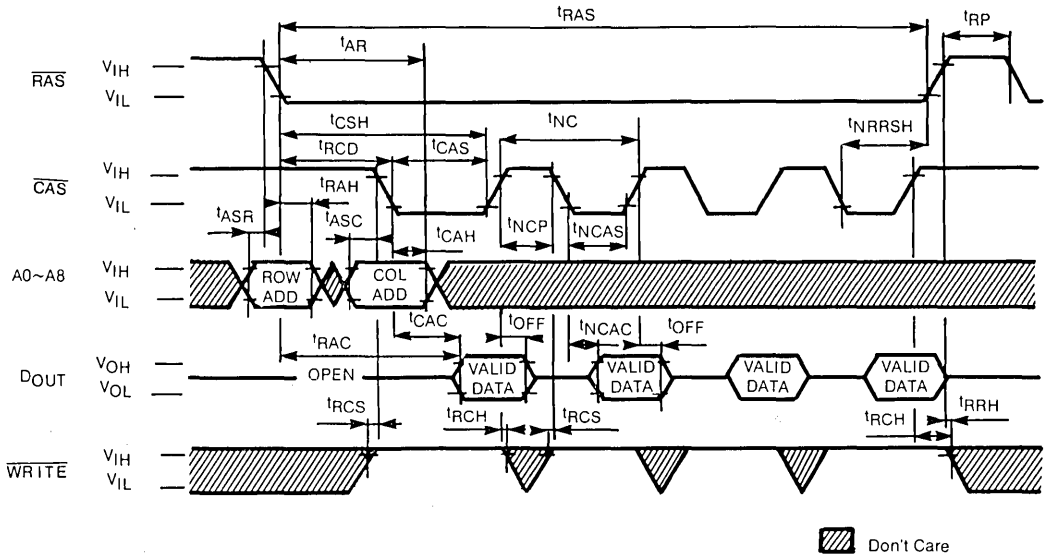 tRAS
tRP
tAR
RAS
VIH
VIL
tCSH
tNC
tNRRSH
tRCD
tCAS
CAS
VIH
VIL
tRAH
tASR
tASC
tCAH
tNCP
tNCAS
A0~A8
VIH
VIL
ROW
ADD
COL
ADD
tCAC
tOFF
tNCAC
tOFF
tRAC
DOUT
VOH
VOL
OPEN
VALID
DATA
VALID
DATA
VALID
DATA
VALID
DATA
tRCS
tRCH
tRCS
tRCH
tRRH
WRITE
VIH
VIL
Don't Care